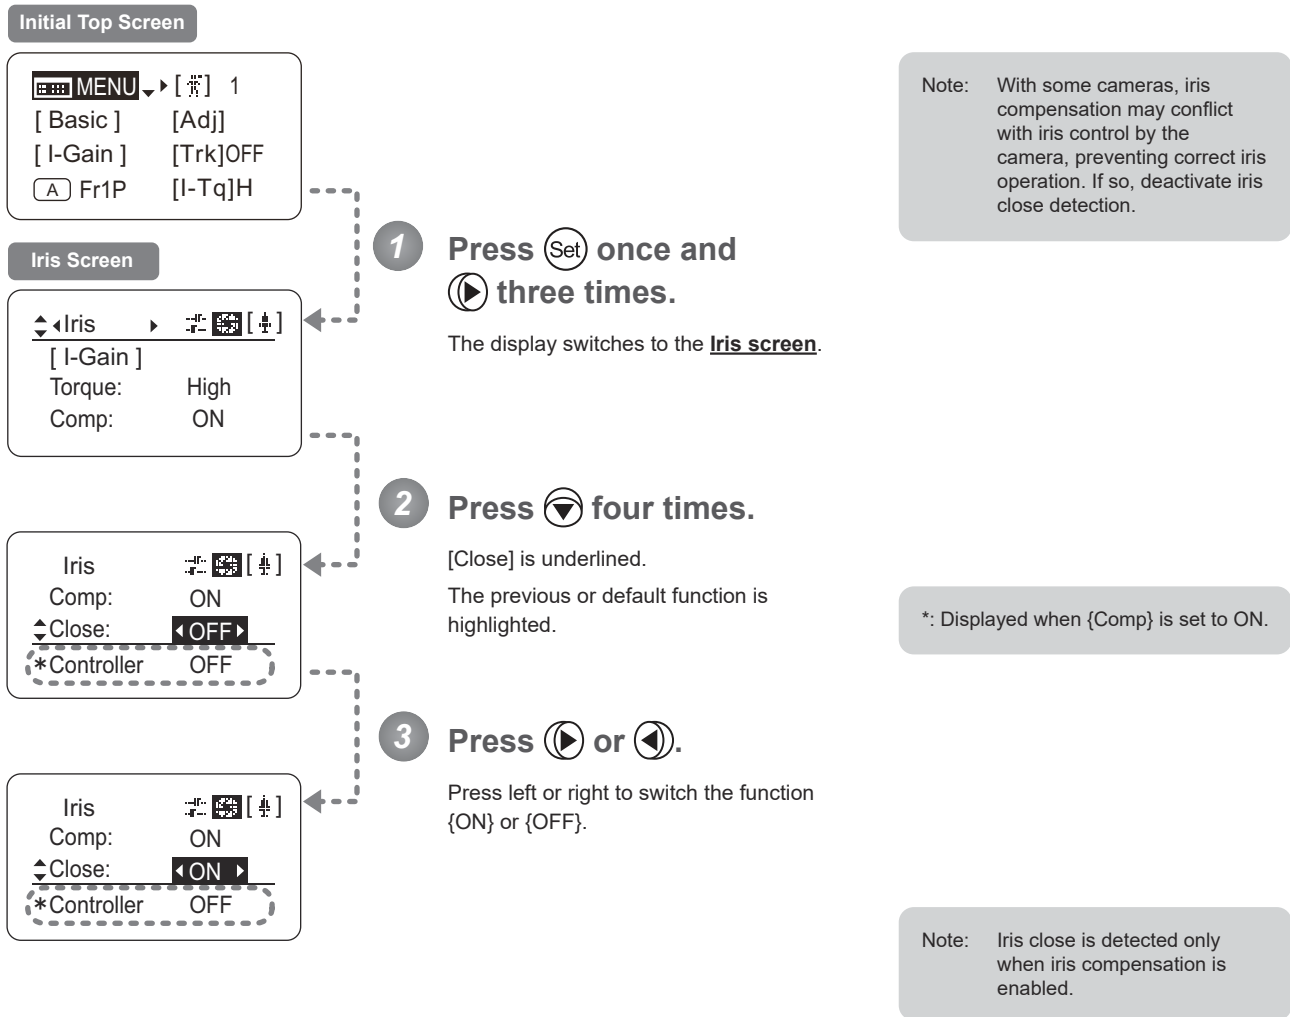 Initial Top Screen
MENU [ ] 1
[ Basic ] [Adj]
[ I-Gain ] [Trk]OFF
A Fr1P [I-Tq]H
Iris Screen
Iris [ ]
[ I-Gain ]
Torque: High
Comp: ON
Iris [ ]
Comp: ON
Close: OFF
*Controller OFF
Iris [ ]
Comp: ON
Close: ON
*Controller OFF
1 Press Set once and
three times.
The display switches to the Iris screen.
2 Press four times.
[Close] is underlined.
The previous or default function is
highlighted.
3 Press or .
Press left or right to switch the function
{ON} or {OFF}.
Note: With some cameras, iris
compensation may conflict
with iris control by the
camera, preventing correct iris
operation. If so, deactivate iris
close detection.
*: Displayed when {Comp} is set to ON.
Note: Iris close is detected only
when iris compensation is
enabled.